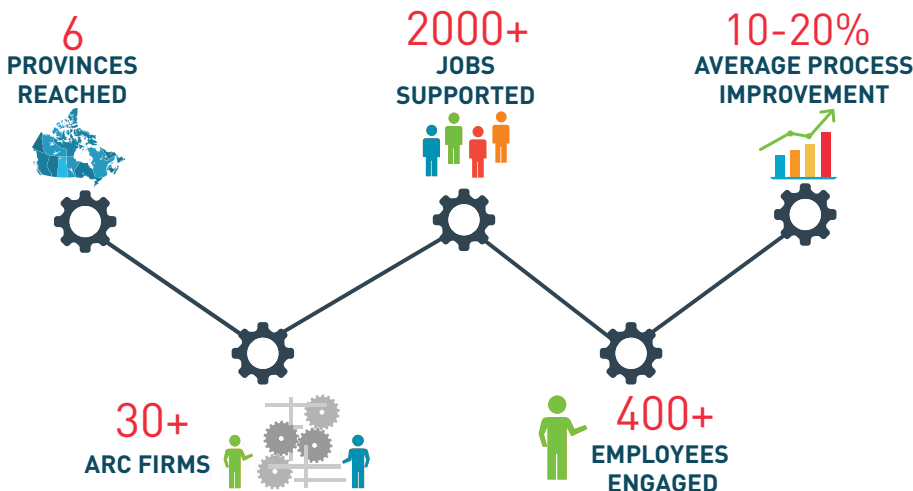 6
PROVINCES
REACHED
30+
ARC FIRMS
2000+
JOBS
SUPPORTED
400+
EMPLOYEES
ENGAGED
10-20%
AVERAGE PROCESS
IMPROVEMENT